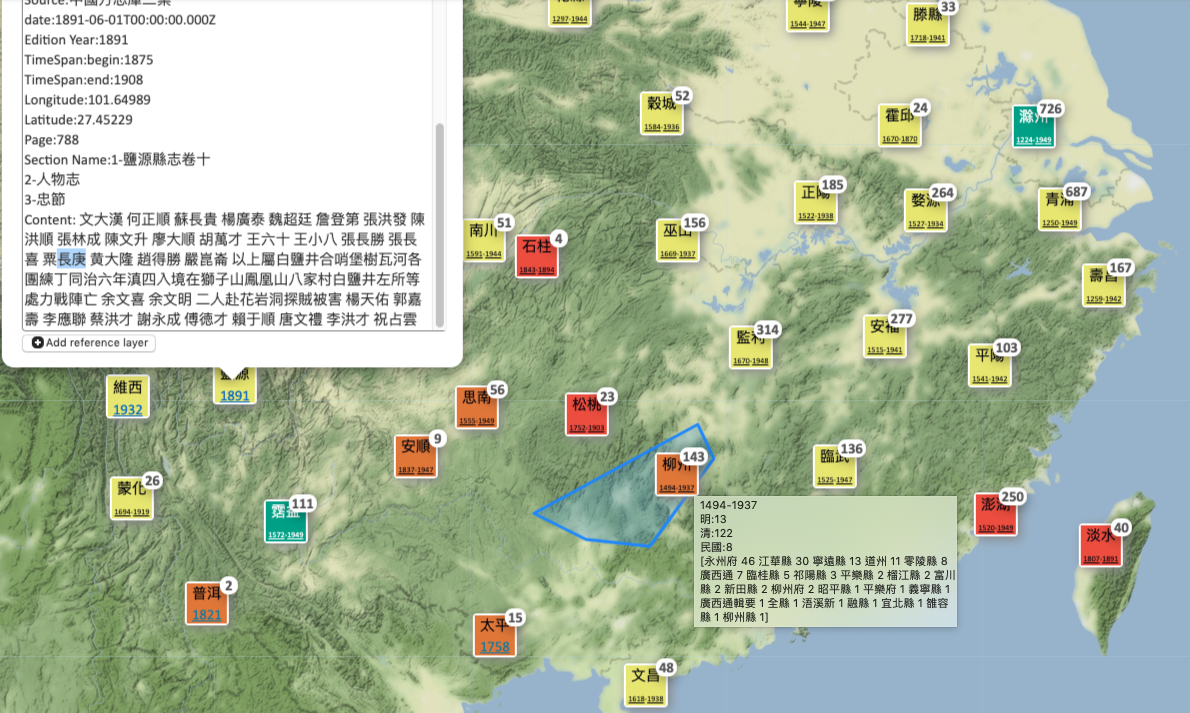 date:1891-06-01T00:00:00.000Z
Edition Year:1891
TimeSpan:begin:1875
TimeSpan:end:1908
Longitude:101.64989
Latitude:27.45229
Page:788
Section Name:1-鹽源縣志卷十
2-人物志
3-忠節
Content: 文大漢 何正順 蘇長貴 楊廣泰 魏超廷 詹登第 張洪發 陳
洪順 張林成 陳文升 廖大順 胡萬才 王六十 王小八 張長勝 張長
喜 票長庚 黄大隆 趙得勝 嚴崑崙 以上屬白鹽井合哨堡樹瓦河各
團練丁同治六年滇四入境在獅子山鳳凰山八家村白鹽井左所等
處力戰陣亡 余文喜 余文明 二人赴花岩洞探賊被害 楊天佑 郭嘉
壽 李應聯 蔡洪才 謝永成 傅德才 賴于順 唐文禮 李洪才 祝占雲
Add reference layer
1297-1944
1544-1947
滕縣 33
1718-1941
穀城 52
1584-1936
霍邱 24
1670-1870
滁州 726
1224-1949
正陽 185
1522-1938
婺源 264
1527-1934
青浦 687
1250-1949
南川 51
1591-1944
石柱 4
1843-1894
巫山 156
1669-1937
壽昌 167
1259-1942
監利 314
1670-1948
安福 277
1515-1941
平陽 103
1541-1942
維西
1932
1891
思南 56
1555-1949
松桃 23
1752-1903
安順 9
1837-1947
柳州 143
1494-1937
臨武 136
1525-1947
蒙化 26
1694-1919
霑益 111
1572-1949
澎湖 250
1520-1949
淡水 40
1807-1891
普洱 2
1821
太平 15
1758
文昌 48
1618-1938
1494-1937
明:13
清:122
民國:8
[永州府 46 江華縣 30 寧遠縣 13 道州 11 零陵縣 8
廣西通 7 臨桂縣 5 祁陽縣 3 平樂縣 2 榴江縣 2 富川
縣 2 新田縣 2 柳州府 2 昭平縣 1 平樂府 1 義寧縣 1
廣西通輯要 1 全縣 1 浯溪新 1 融縣 1 宜北縣 1 雒容
縣 1 柳州縣 1]